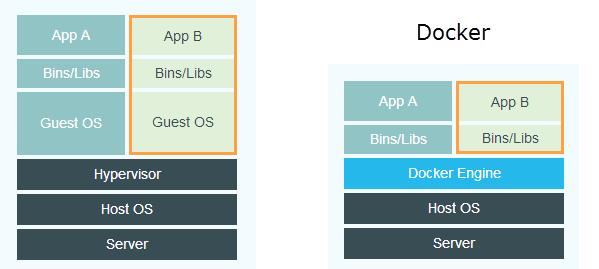 App A
App B
Bins/Libs
Bins/Libs
Guest OS
Guest OS
Hypervisor
Host OS
Server
Docker
App A
App B
Bins/Libs
Bins/Libs
Docker Engine
Host OS
Server